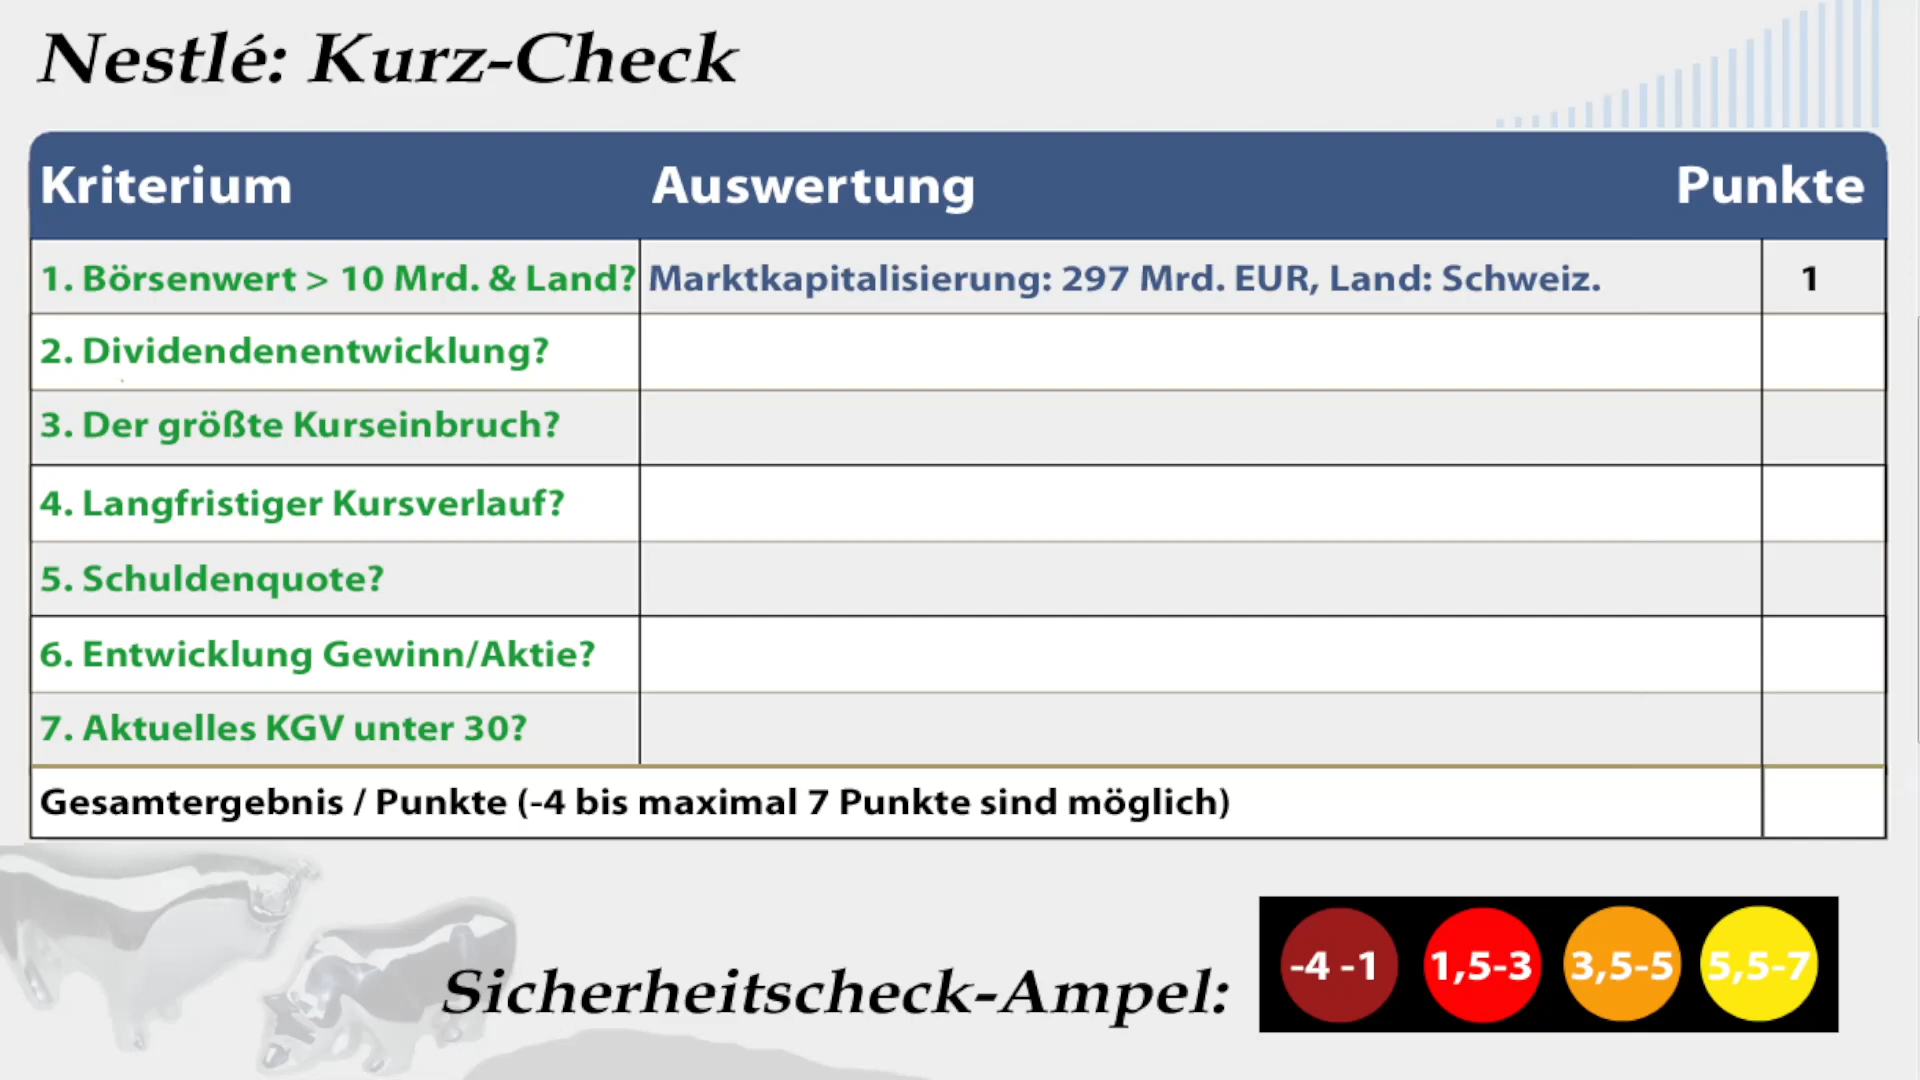 Nestlé: Kurz-Check
Kriterium Auswertung Punkte
1. Börsenwert > 10 Mrd. & Land? Marktkapitalisierung: 297 Mrd. EUR, Land: Schweiz. 1
2. Dividendenentwicklung?
3. Der größte Kurseinbruch?
4. Langfristiger Kursverlauf?
5. Schuldenquote?
6. Entwicklung Gewinn/Aktie?
7. Aktuelles KGV unter 30?
Gesamtergebnis / Punkte (-4 bis maximal 7 Punkte sind möglich)
Sicherheitscheck-Ampel: -4 -1 1,5-3 3,5-5 5,5-7